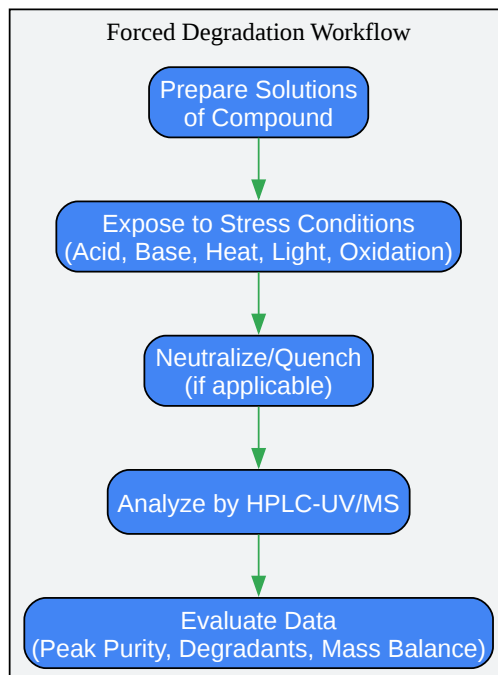 Forced Degradation Workflow
Prepare Solutions
of Compound
Expose to Stress Conditions
(Acid, Base, Heat, Light, Oxidation)
Neutralize/Quench
(if applicable)
Analyze by HPLC-UV/MS
Evaluate Data
(Peak Purity, Degradants, Mass Balance)